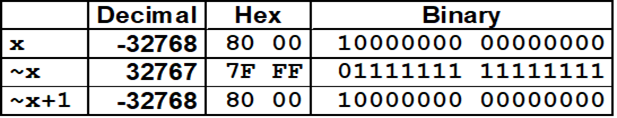 Decimal Hex Binary
x -32768 80 00 10000000 00000000
~x 32767 7F FF 01111111 11111111
~x+1 -32768 80 00 10000000 00000000